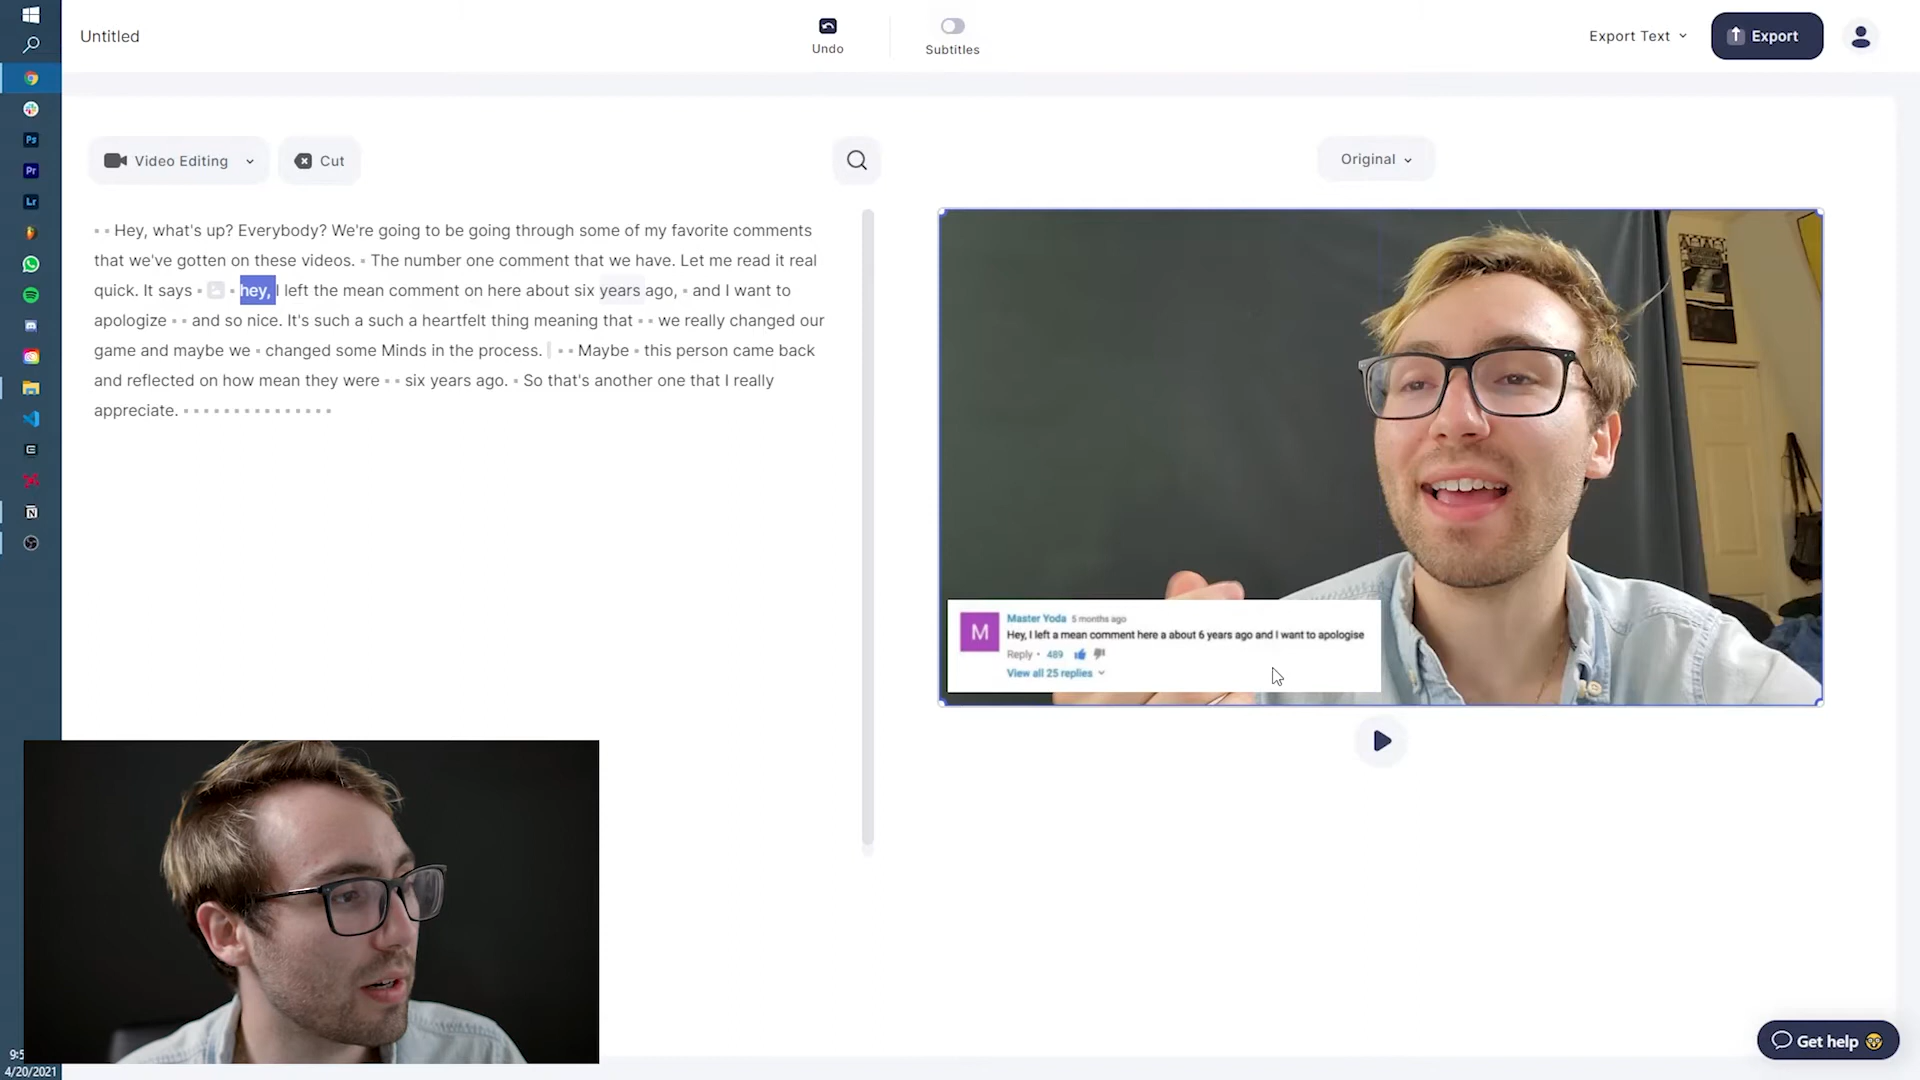 Untitled
Undo
Subtitles
Export Text
Export
Video Editing
Cut
Original
Hey, what's up? Everybody? We're going to be going through some of my favorite comments
that we've gotten on these videos. The number one comment that we have. Let me read it real
quick. It says hey, I left the mean comment on here about six years ago, and I want to
apologize and so nice. It's such a such a heartfelt thing meaning that we really changed our
game and maybe we changed some Minds in the process. Maybe this person came back
and reflected on how mean they were six years ago. So that's another one that I really
appreciate.
M
Master Yoda 5 months ago
Hey, I left a mean comment here a about 6 years ago and I want to apologise
Reply • 489
View all 25 replies
Ps
Pr
Lr
N
Get help
4/20/2021